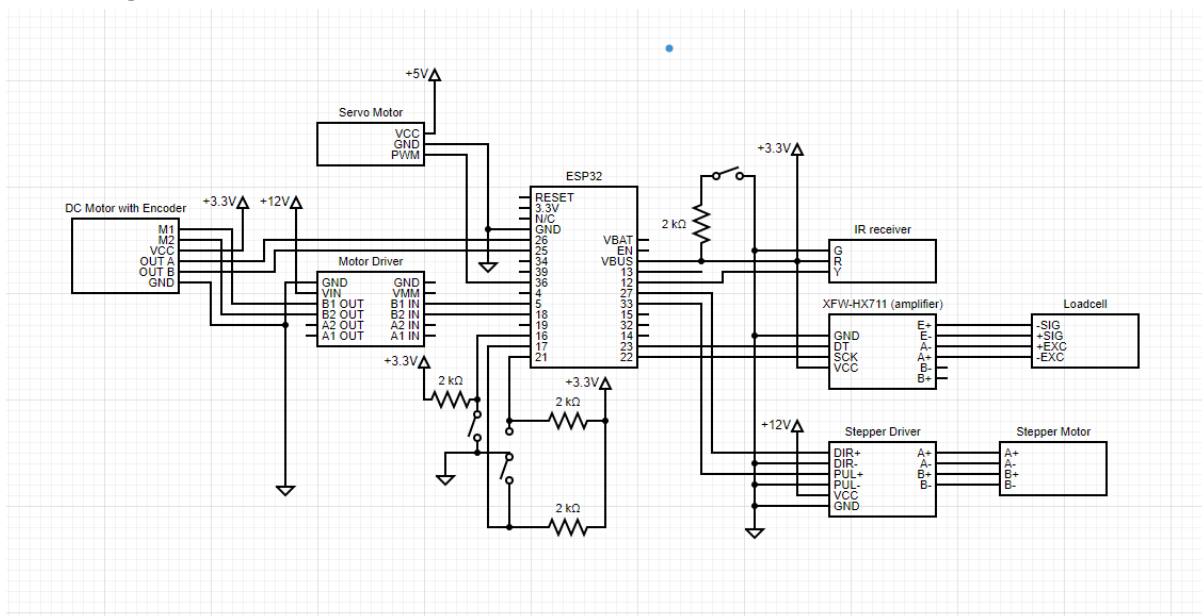 +5V
Servo Motor
VCC
GND
PWM
DC Motor with Encoder
M1
M2
VCC
OUT A
OUT B
GND
+3.3V
+12V
Motor Driver
GND
VIN
B1 OUT
B2 OUT
A2 OUT
A1 OUT
GND
VMM
B1 IN
B2 IN
A2 IN
A1 IN
ESP32
RESET
3.3V
N/C
GND
26
25
34
39
36
4
5
18
19
16
17
21
VBAT
EN
VBUS
13
12
27
33
15
32
14
23
22
+3.3V
2 kΩ
+3.3V
2 kΩ
2 kΩ
+3.3V
2 kΩ
IR receiver
G
R
Y
XFW-HX711 (amplifier)
GND
DT
SCK
VCC
E+
E-
A-
A+
B-
B+
Loadcell
-SIG
+SIG
+EXC
-EXC
+12V
Stepper Driver
DIR+
DIR-
PUL+
PUL-
VCC
GND
A+
A-
B+
B-
Stepper Motor
A+
A-
B+
B-